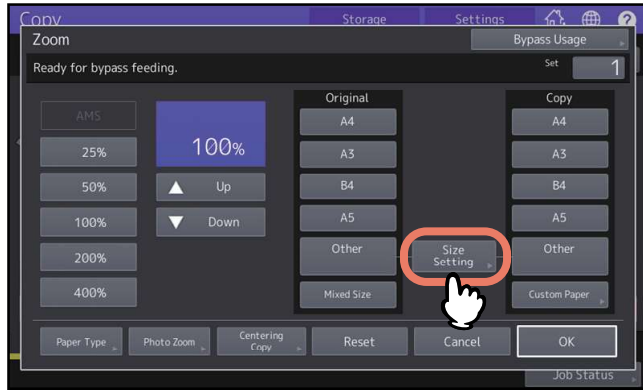 Copy
Storage
Settings
Zoom
Bypass Usage
Ready for bypass feeding.
Set
1
AMS
25%
50%
100%
200%
400%
100%
Up
Down
Original
A4
A3
B4
A5
Other
Mixed Size
Size
Setting
Copy
A4
A3
B4
A5
Other
Custom Paper
Paper Type
Photo Zoom
Centering
Copy
Reset
Cancel
OK
Job Status